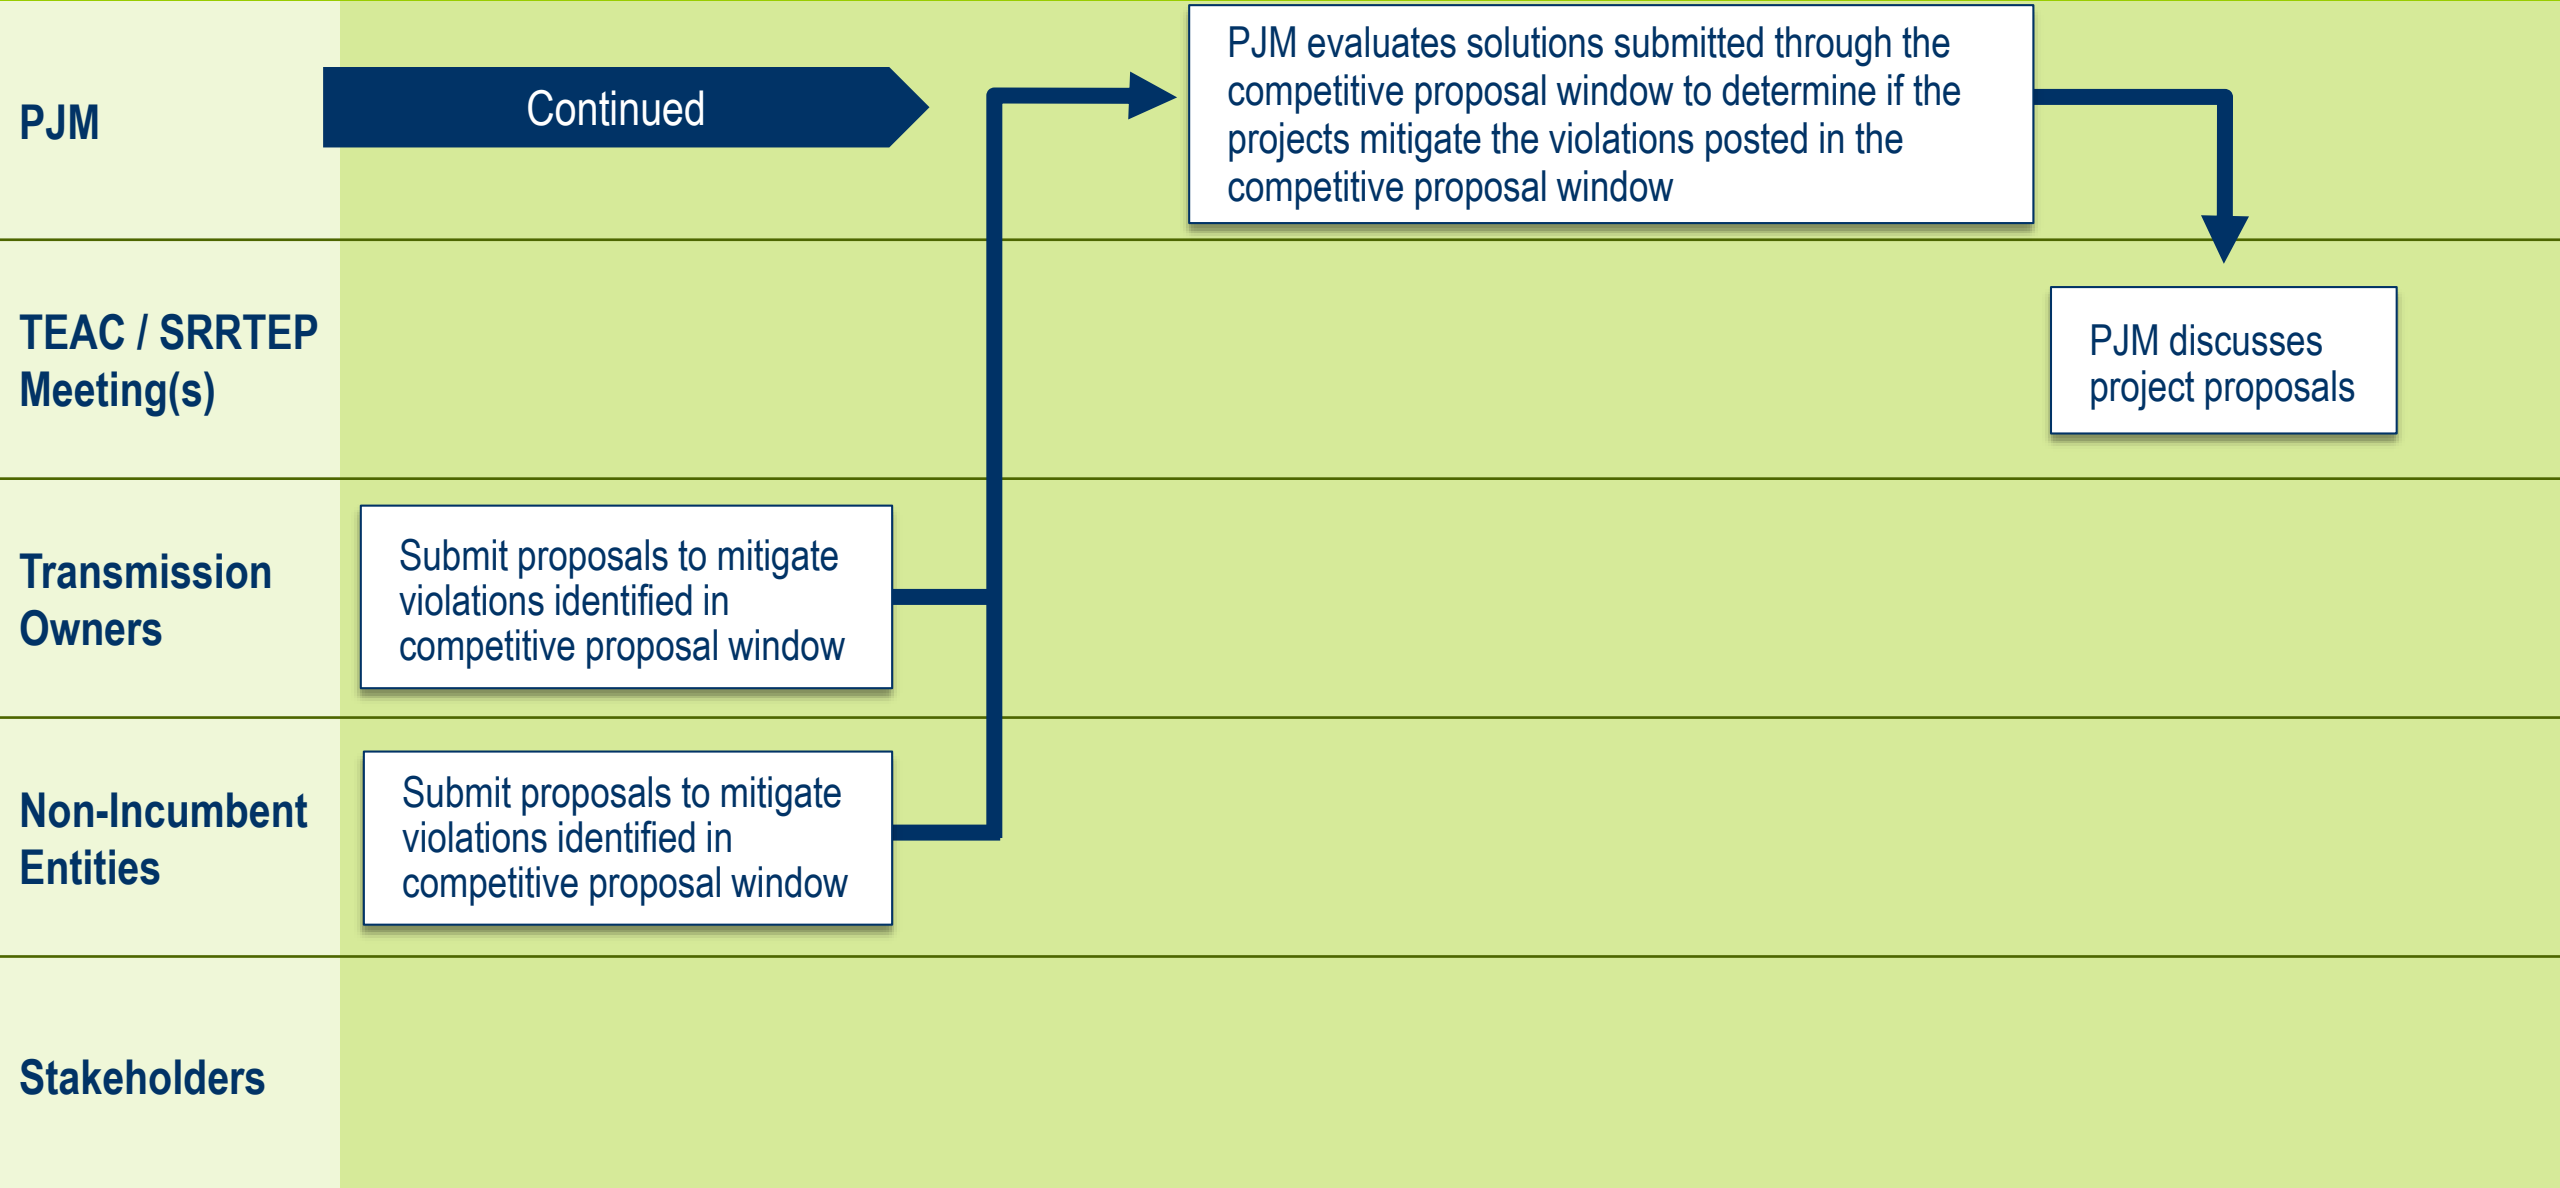 PJM
Continued
PJM evaluates solutions submitted through the
competitive proposal window to determine if the
projects mitigate the violations posted in the
competitive proposal window
TEAC / SRRTEP
Meeting(s)
PJM discusses
project proposals
Transmission
Owners
Submit proposals to mitigate
violations identified in
competitive proposal window
Non-Incumbent
Entities
Submit proposals to mitigate
violations identified in
competitive proposal window
Stakeholders